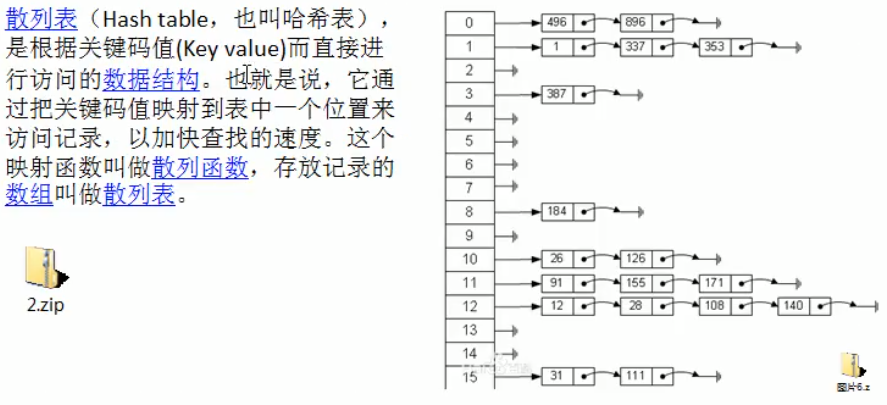 散列表（Hash table，也叫哈希表），
是根据关键码值(Key value)而直接进
行访问的数据结构。也就是说，它通
过把关键码值映射到表中一个位置来
访问记录，以加快查找的速度。这个
映射函数叫做散列函数，存放记录的
数组叫做散列表。
2.zip
0 496 896
1 1 337 353
2
3 387
4
5
6
7
8 184
9
10 26 126
11 91 155 171
12 12 28 108 140
13
14
15 31 111
图片6.z